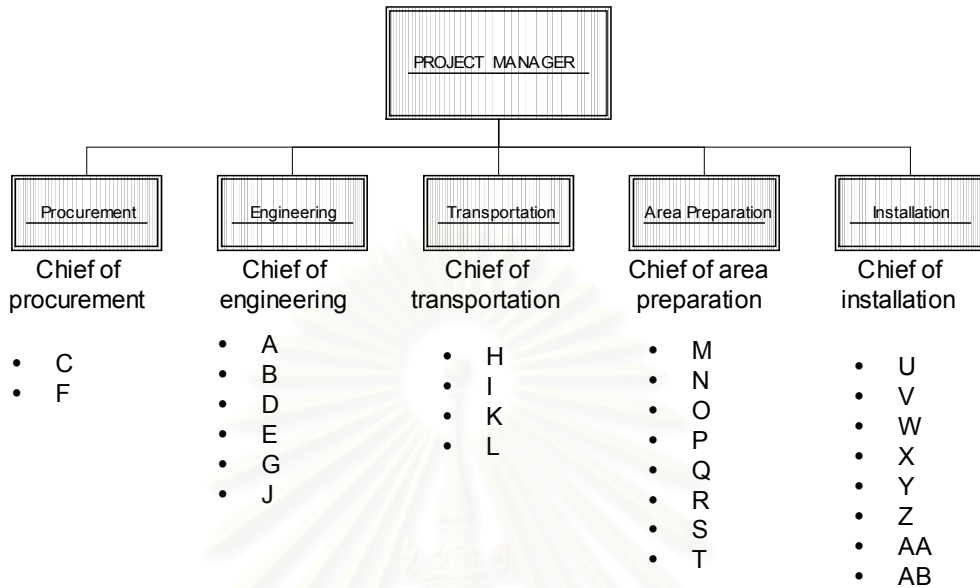 PROJECT MANAGER
Procurement
Engineering
Transportation
Area Preparation
Installation
Chief of
procurement
Chief of
engineering
Chief of
transportation
Chief of area
preparation
Chief of
installation
• C
• F
• A
• B
• D
• E
• G
• J
• H
• I
• K
• L
• M
• N
• O
• P
• Q
• R
• S
• T
• U
• V
• W
• X
• Y
• Z
• AA
• AB